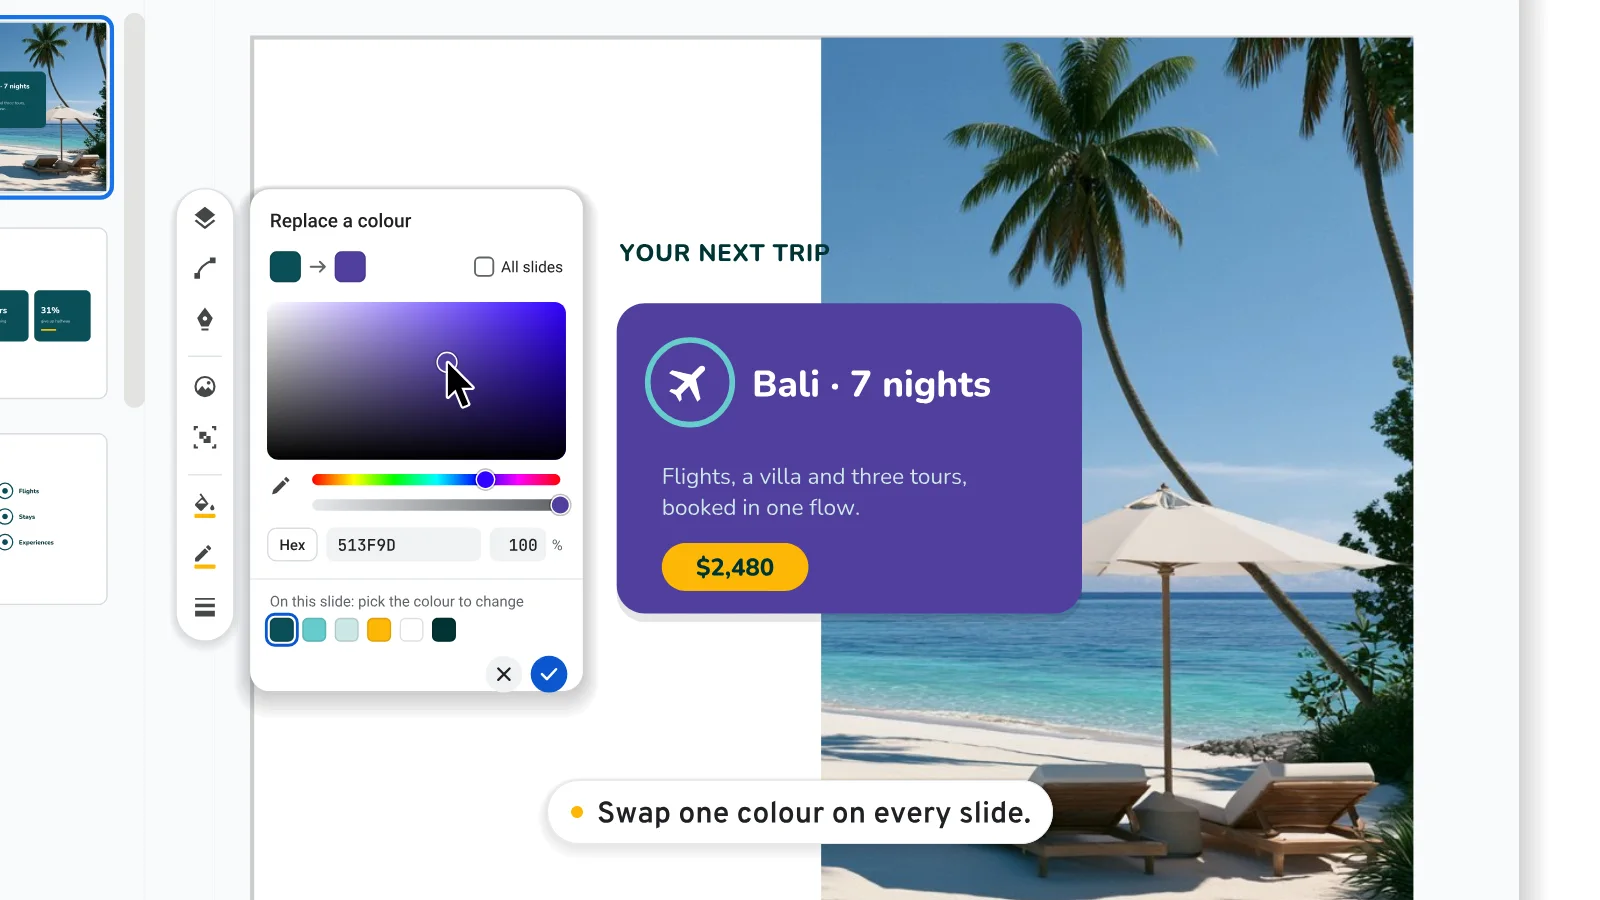 · 7 nights
31%
Flights
Stays
Experiences
Replace a colour
All slides
Hex
513F9D
100 %
On this slide: pick the colour to change
YOUR NEXT TRIP
Bali · 7 nights
Flights, a villa and three tours,
booked in one flow.
$2,480
Swap one colour on every slide.